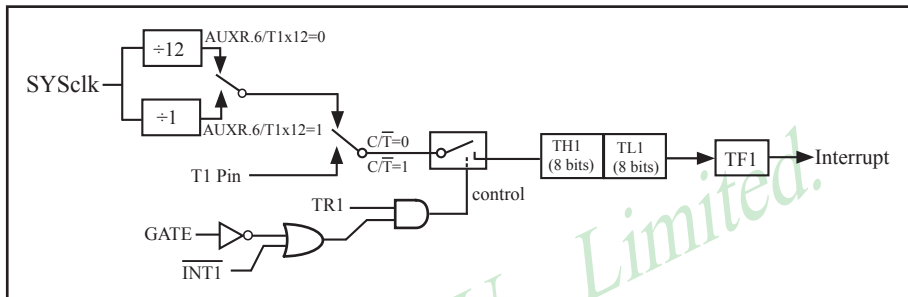 ÷12
AUXR.6/T1x12=0
SYSclk
÷1
AUXR.6/T1x12=1
C/T̅=0
C/T̅=1
T1 Pin
TH1 (8 bits)
TL1 (8 bits)
TF1
Interrupt
control
TR1
GATE
I̅N̅T̅1̅
Limited.